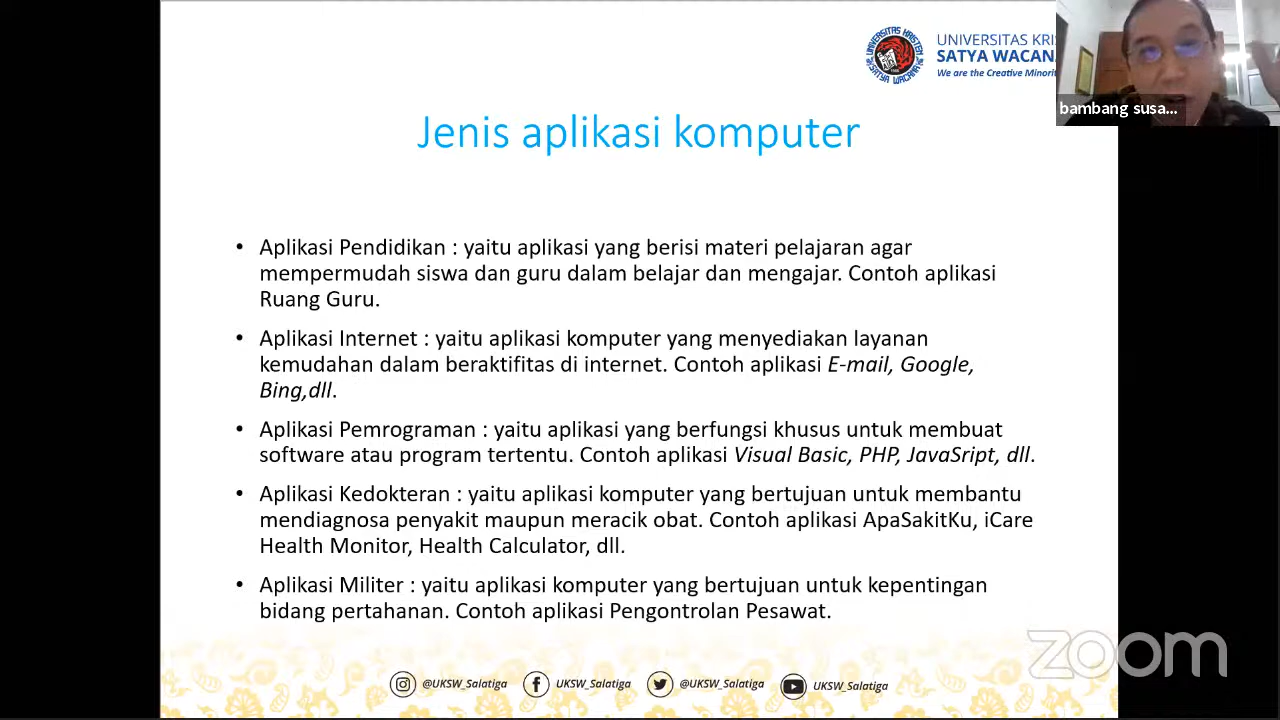 UNIVERSITAS KRISTEN
SATYA WACANA
UNIVERSITAS KRIS
SATYA WACAN
We are the Creative Minorit
bambang susa...
Jenis aplikasi komputer
• Aplikasi Pendidikan : yaitu aplikasi yang berisi materi pelajaran agar
mempermudah siswa dan guru dalam belajar dan mengajar. Contoh aplikasi
Ruang Guru.
• Aplikasi Internet : yaitu aplikasi komputer yang menyediakan layanan
kemudahan dalam beraktifitas di internet. Contoh aplikasi E-mail, Google,
Bing,dll.
• Aplikasi Pemrograman : yaitu aplikasi yang berfungsi khusus untuk membuat
software atau program tertentu. Contoh aplikasi Visual Basic, PHP, JavaSript, dll.
• Aplikasi Kedokteran : yaitu aplikasi komputer yang bertujuan untuk membantu
mendiagnosa penyakit maupun meracik obat. Contoh aplikasi ApaSakitKu, iCare
Health Monitor, Health Calculator, dll.
• Aplikasi Militer : yaitu aplikasi komputer yang bertujuan untuk kepentingan
bidang pertahanan. Contoh aplikasi Pengontrolan Pesawat.
zoom
@UKSW_Salatiga UKSW_Salatiga @UKSW_Salatiga UKSW_Salatiga